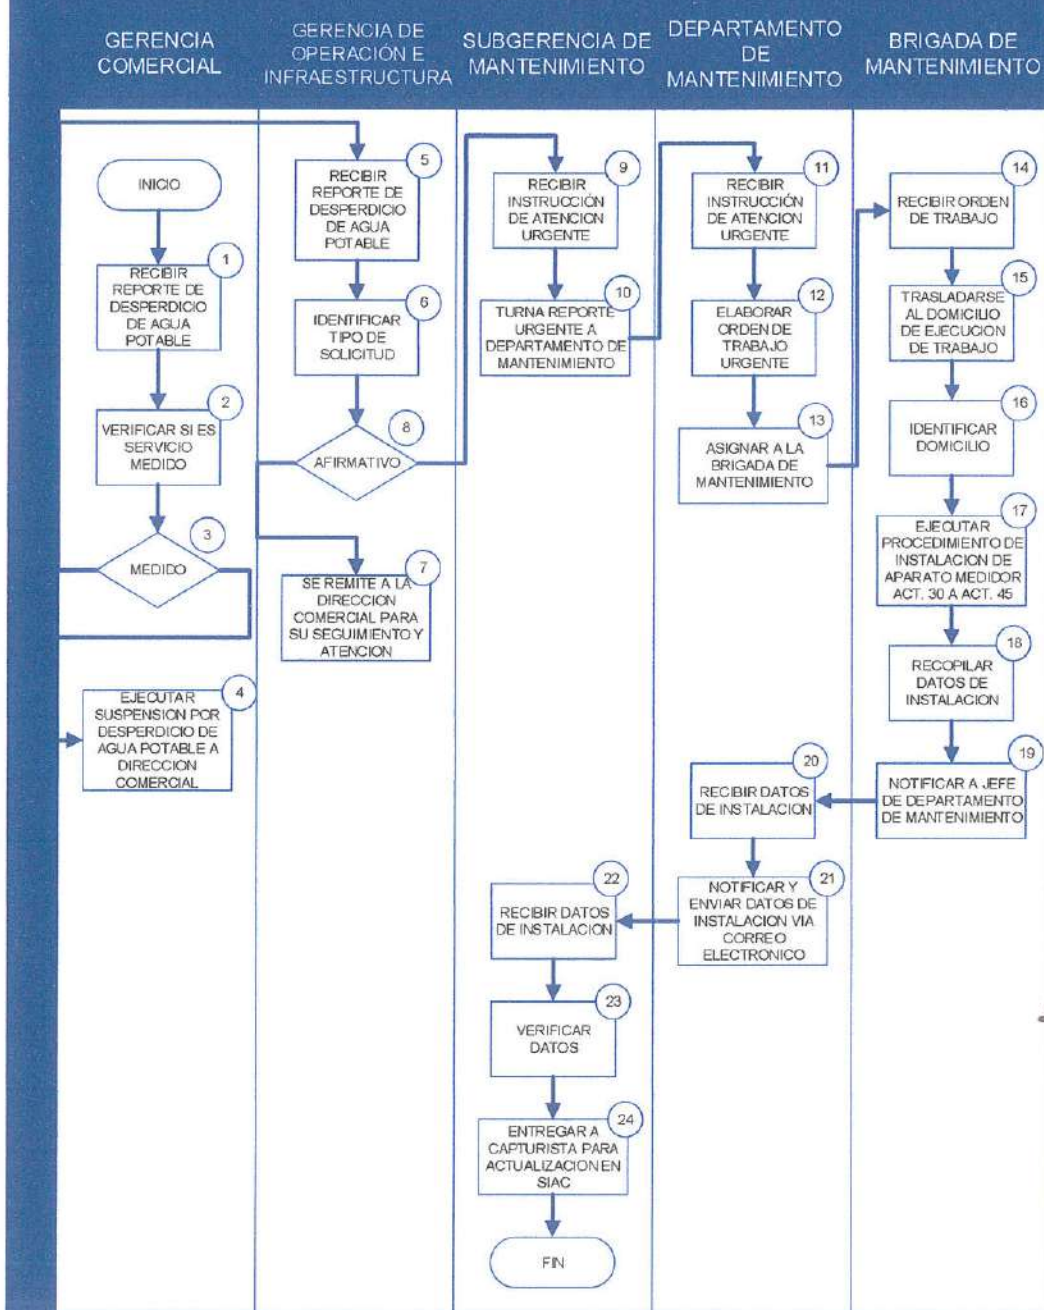 GERENCIA
COMERCIAL
GERENCIA DE
OPERACIÓN E
INFRAESTRUCTURA
SUBGERENCIA DE
MANTENIMIENTO
DEPARTAMENTO
DE
MANTENIMIENTO
BRIGADA DE
MANTENIMIENTO
INICIO
1
RECIBIR
REPORTE DE
DESPERDICIO
DE AGUA
POTABLE
2
VERIFICAR SI ES
SERVICIO
MEDIDO
3
MEDIDO
4
EJECUTAR
SUSPENSION POR
DESPERDICIO DE
AGUA POTABLE A
DIRECCION
COMERCIAL
5
RECIBIR
REPORTE DE
DESPERDICIO
DE AGUA
POTABLE
6
IDENTIFICAR
TIPO DE
SOLICITUD
8
AFIRMATIVO
7
SE REMITE A LA
DIRECCION
COMERCIAL PARA
SU SEGUIMIENTO Y
ATENCION
9
RECIBIR
INSTRUCCIÓN
DE ATENCION
URGENTE
10
TURNA REPORTE
URGENTE A
DEPARTAMENTO DE
MANTENIMIENTO
11
RECIBIR
INSTRUCCIÓN
DE ATENCION
URGENTE
12
ELABORAR
ORDEN DE
TRABAJO
URGENTE
13
ASIGNAR A LA
BRIGADA DE
MANTENIMIENTO
14
RECIBIR ORDEN
DE TRABAJO
15
TRASLADARSE
AL DOMICILIO
DE EJECUCION
DE TRABAJO
16
IDENTIFICAR
DOMICILIO
17
EJECUTAR
PROCEDIMIENTO DE
INSTALACION DE
APARATO MEDIDOR
ACT. 30 A ACT. 45
18
RECOPILAR
DATOS DE
INSTALACION
19
NOTIFICAR A JEFE
DE DEPARTAMENTO
DE MANTENIMIENTO
20
RECIBIR DATOS
DE INSTALACION
21
NOTIFICAR Y
ENVIAR DATOS DE
INSTALACION VIA
CORREO
ELECTRONICO
22
RECIBIR DATOS
DE INSTALACION
23
VERIFICAR
DATOS
24
ENTREGAR A
CAPTURISTA PARA
ACTUALIZACION EN
SIAC
FIN